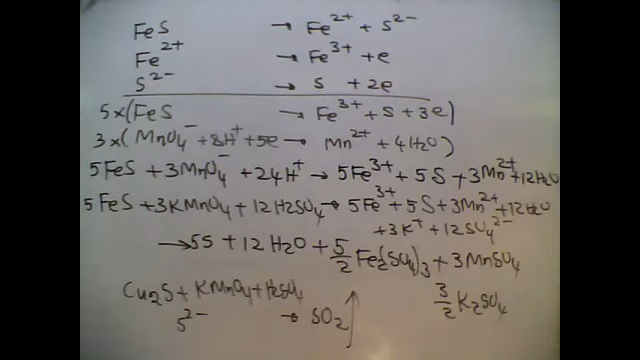 FeS → Fe²⁺ + S²⁻
Fe²⁺ → Fe³⁺ + e
S²⁻ → S + 2e
5×(FeS → Fe³⁺ + S + 3e)
3×(MnO₄⁻ + 8H⁺ + 5e → Mn²⁺ + 4H₂O)
5FeS + 3MnO₄⁻ + 24H⁺ → 5Fe³⁺ + 5S + 3Mn²⁺ + 12H₂O
5FeS + 3KMnO₄ + 12H₂SO₄ → 5Fe³⁺ + 5S + 3Mn²⁺ + 12H₂O
+ 3K⁺ + 12SO₄²⁻
→ 5S + 12H₂O + 5/2 Fe₂(SO₄)₃ + 3MnSO₄
3/2 K₂SO₄
Cu₂S + KMnO₄ + H₂SO₄
S²⁻ → SO₂ ↑